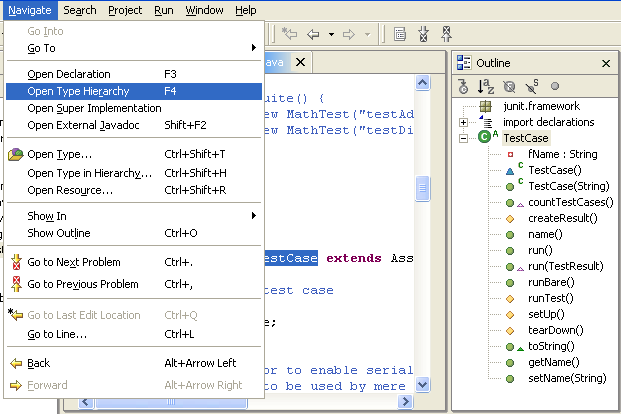 Navigate Search Project Run Window Help
Go Into
Go To
Open Declaration F3
Open Type Hierarchy F4
Open Super Implementation
Open External Javadoc Shift+F2
Open Type... Ctrl+Shift+T
Open Type in Hierarchy... Ctrl+Shift+H
Open Resource... Ctrl+Shift+R
Show In
Show Outline Ctrl+O
Go to Next Problem Ctrl+.
Go to Previous Problem Ctrl+,
Go to Last Edit Location Ctrl+Q
Go to Line... Ctrl+L
Back Alt+Arrow Left
Forward Alt+Arrow Right
ava
uite() {
ew MathTest("testAd
ew MathTest("testDi
estCase extends Ass
test case
e;
or to enable serial
to be used by mere
Outline
junit.framework
import declarations
TestCase
fName : String
TestCase()
TestCase(String)
countTestCases()
createResult()
name()
run()
run(TestResult)
runBare()
runTest()
setUp()
tearDown()
toString()
getName()
setName(String)